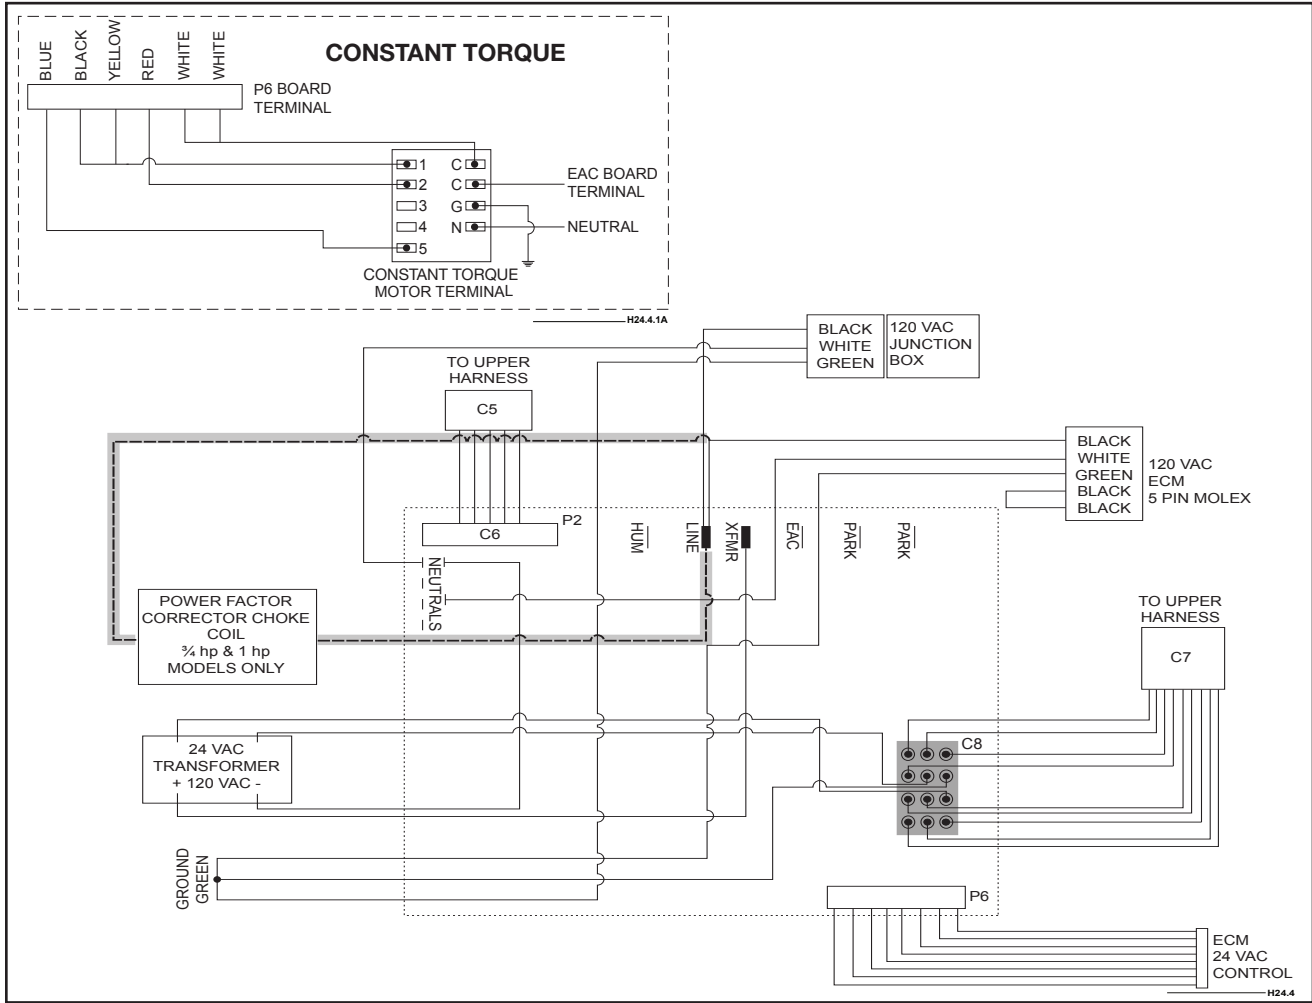 CONSTANT TORQUE
BLUE
BLACK
YELLOW
RED
WHITE
WHITE
P6 BOARD
TERMINAL
1
2
3
4
5
C
C
G
N
EAC BOARD
TERMINAL
NEUTRAL
CONSTANT TORQUE
MOTOR TERMINAL
H24.4.1A
BLACK
WHITE
GREEN
120 VAC
JUNCTION
BOX
TO UPPER
HARNESS
C5
BLACK
WHITE
GREEN
BLACK
BLACK
120 VAC
ECM
5 PIN MOLEX
P2
C6
HUM
LINE
XFMR
EAC
PARK
PARK
NEUTRALS
POWER FACTOR
CORRECTOR CHOKE
COIL
¾ hp & 1 hp
MODELS ONLY
TO UPPER
HARNESS
C7
C8
24 VAC
TRANSFORMER
+ 120 VAC -
GROUND
GREEN
P6
ECM
24 VAC
CONTROL
H24.4